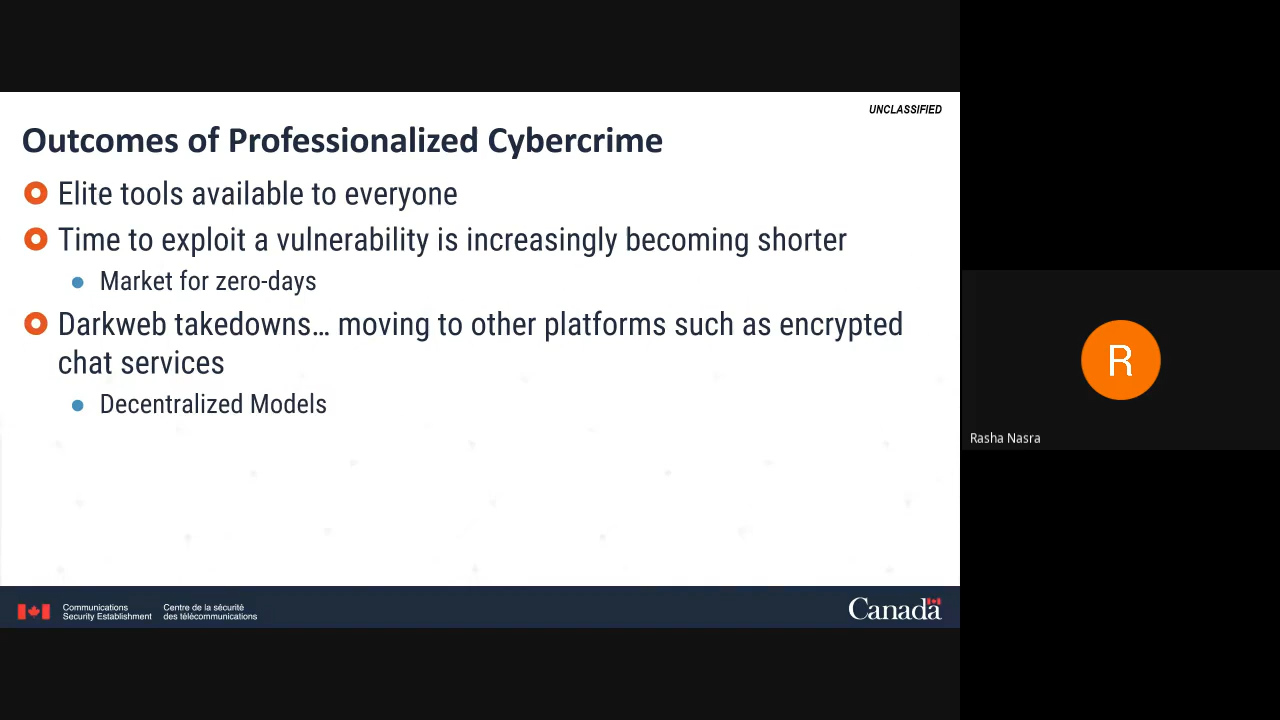 UNCLASSIFIED
Outcomes of Professionalized Cybercrime
Elite tools available to everyone
Time to exploit a vulnerability is increasingly becoming shorter
Market for zero-days
Darkweb takedowns… moving to other platforms such as encrypted
chat services
Decentralized Models
R
Rasha Nasra
Communications
Security Establishment
Centre de la sécurité
des télécommunications
Canada